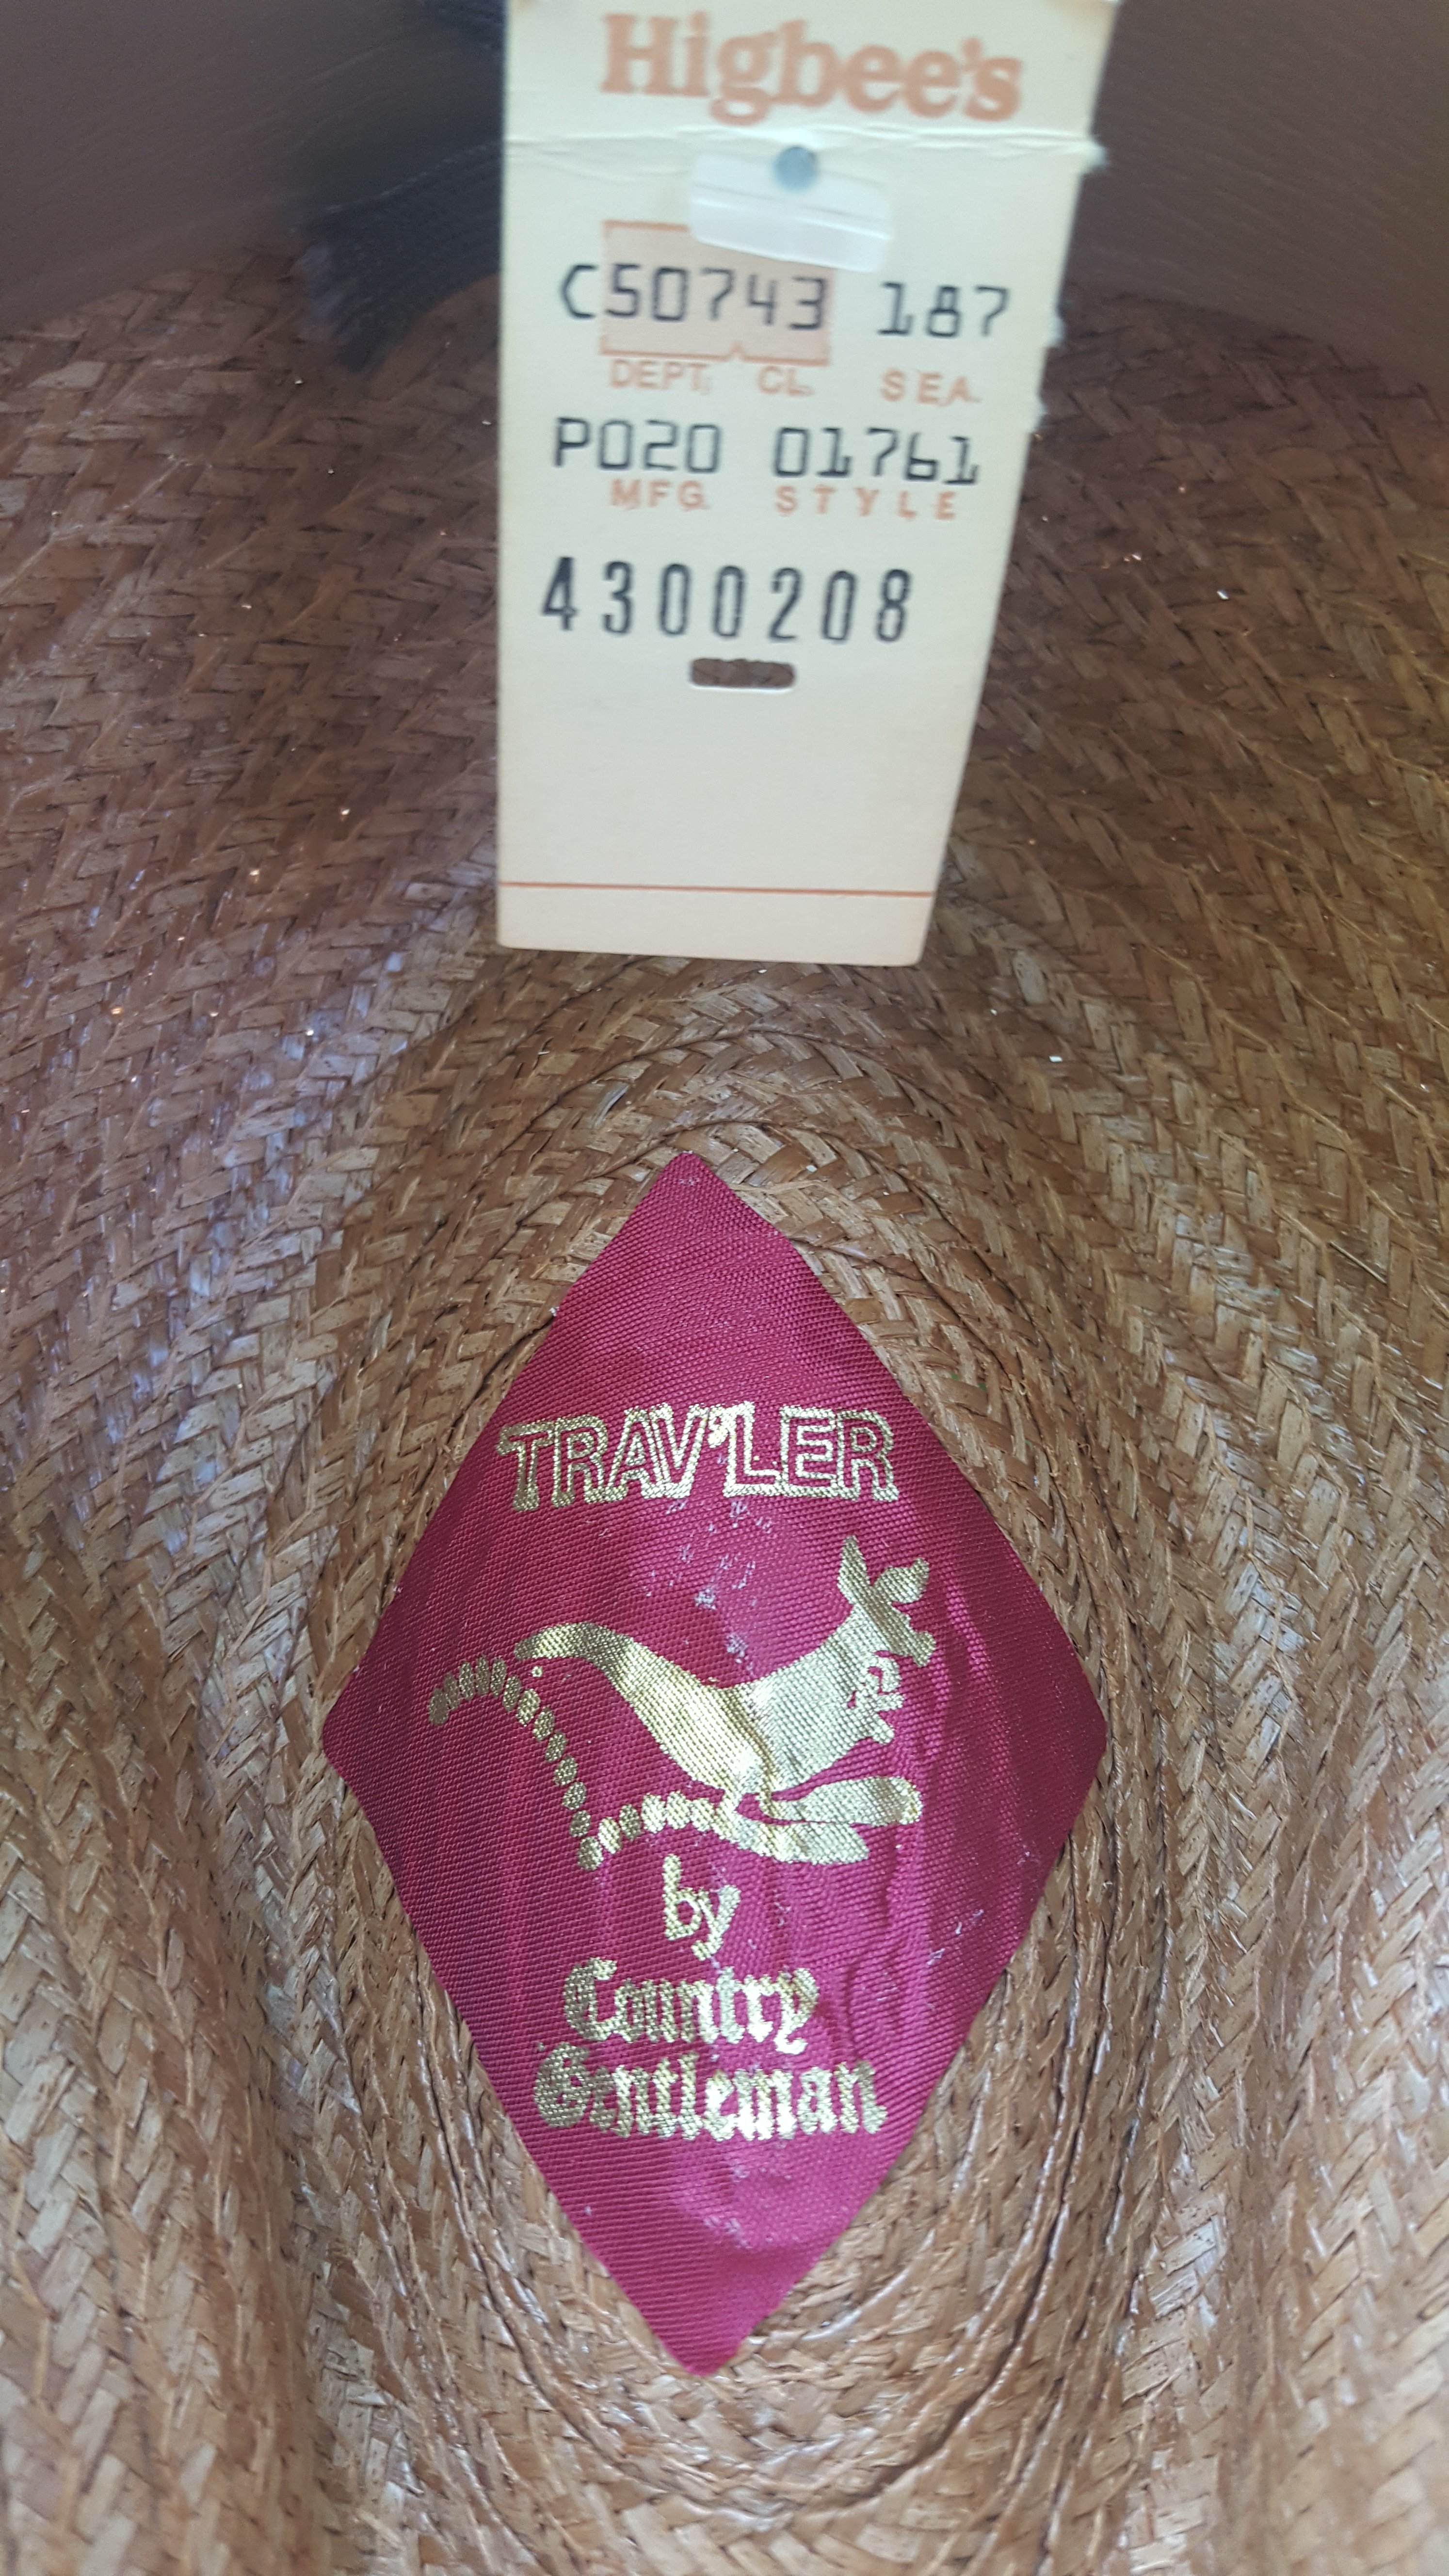 Higbee's
C50743 187
DEPT. CL. SEA.
P020 01761
MFG. STYLE
4300208
TRAV'LER
by
Country
Gentleman